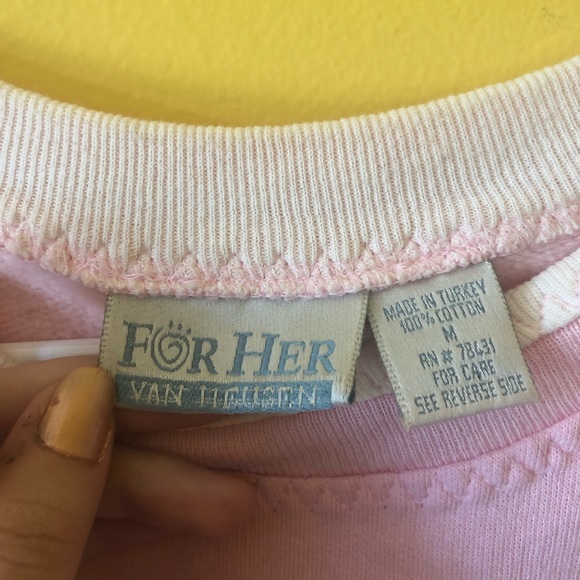 FOR HER
VAN HEUSEN
MADE IN TURKEY
100% COTTON
M
RN # 78431
FOR CARE
SEE REVERSE SIDE